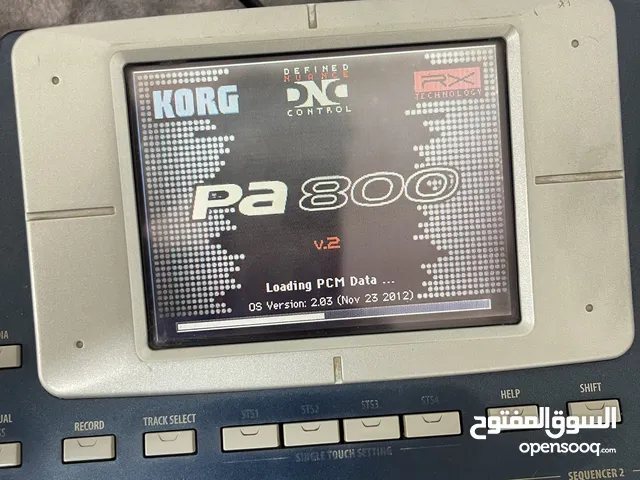 DEFINED
NUANCE
KORG
DNC
RX
CONTROL
TECHNOLOGY
Pa 800
v.2
Loading PCM Data ...
OS Version: 2.03 (Nov 23 2012)
RECORD
TRACK SELECT
STS1
STS2
STS3
STS4
HELP
SHIFT
SINGLE TOUCH SETTING
SEQUENCER 2
السوق المفتوح
opensooq.com